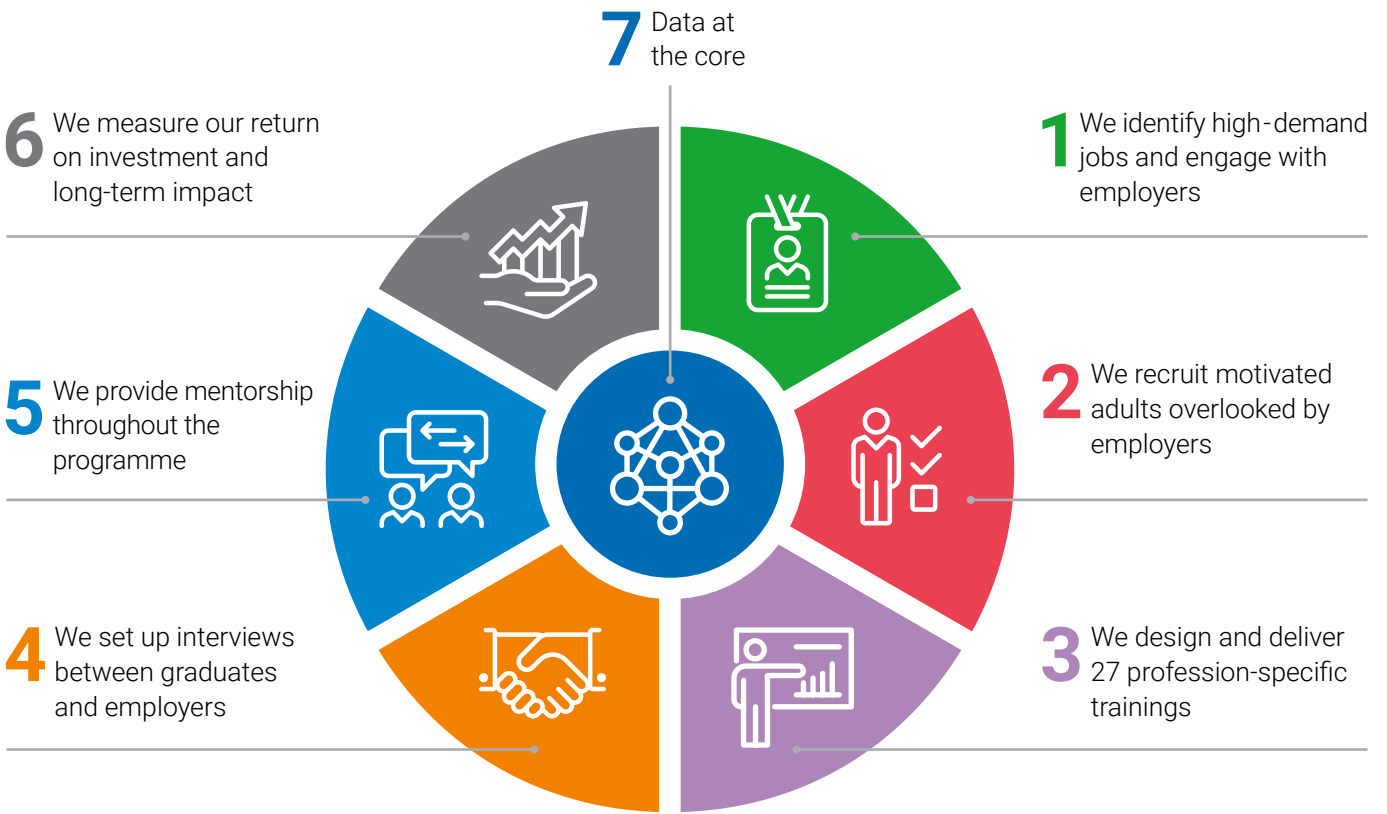 7 Data at
the core
1 We identify high-demand
jobs and engage with
employers
2 We recruit motivated
adults overlooked by
employers
3 We design and deliver
27 profession-specific
trainings
4 We set up interviews
between graduates
and employers
5 We provide mentorship
throughout the
programme
6 We measure our return
on investment and
long-term impact